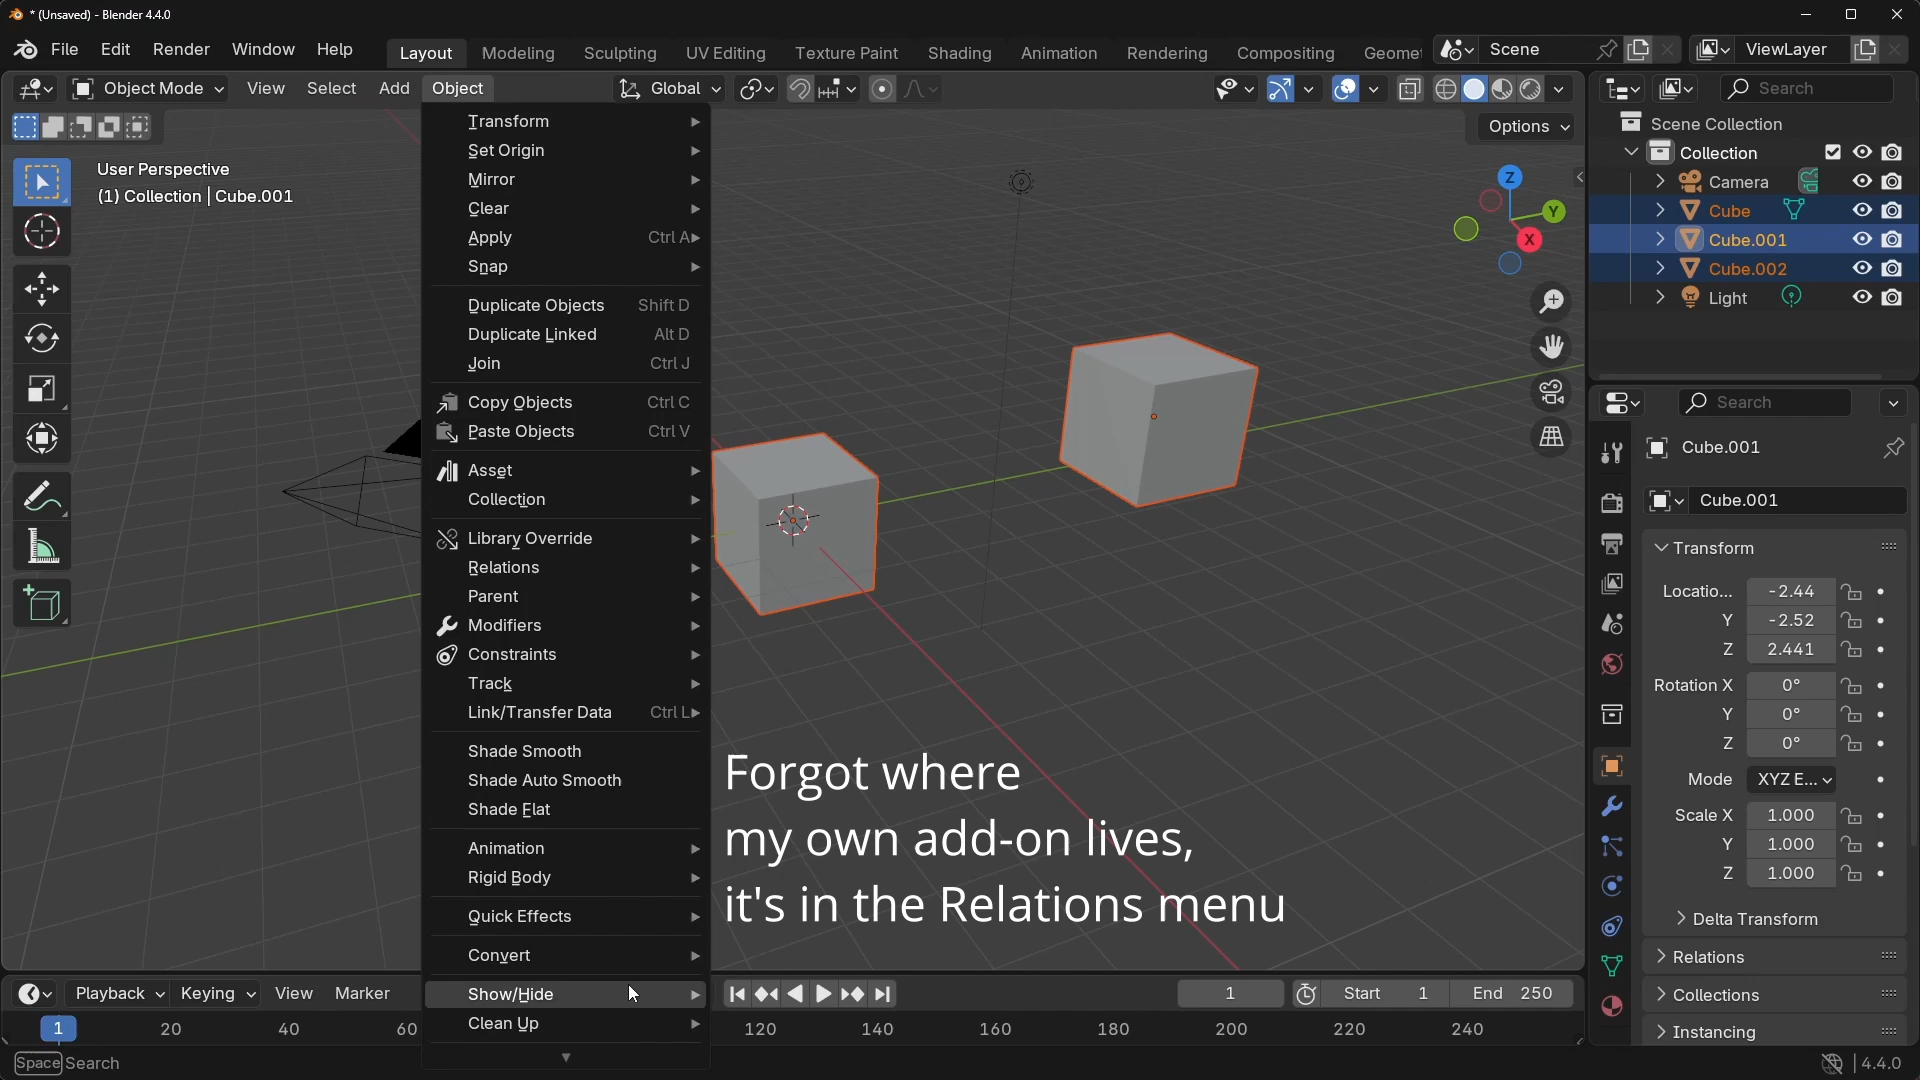 * (Unsaved) - Blender 4.4.0
File Edit Render Window Help Layout Modeling Sculpting UV Editing Texture Paint Shading Animation Rendering Compositing Geomet Scene ViewLayer
Object Mode View Select Add Object Global Search
Options
User Perspective
(1) Collection | Cube.001
Transform
Set Origin
Mirror
Clear
Apply Ctrl A
Snap
Duplicate Objects Shift D
Duplicate Linked Alt D
Join Ctrl J
Copy Objects Ctrl C
Paste Objects Ctrl V
Asset
Collection
Library Override
Relations
Parent
Modifiers
Constraints
Track
Link/Transfer Data Ctrl L
Shade Smooth
Shade Auto Smooth
Shade Flat
Animation
Rigid Body
Quick Effects
Convert
Show/Hide
Clean Up
Z
Y
X
Forgot where
my own add-on lives,
it's in the Relations menu
Scene Collection
Collection
Camera
Cube
Cube.001
Cube.002
Light
Search
Cube.001
Cube.001
Transform
Locatio... -2.44
Y -2.52
Z 2.441
Rotation X 0°
Y 0°
Z 0°
Mode XYZ E...
Scale X 1.000
Y 1.000
Z 1.000
Delta Transform
Relations
Collections
Instancing
Playback Keying View Marker 1 Start 1 End 250
1 20 40 60 120 140 160 180 200 220 240
Space Search 4.4.0